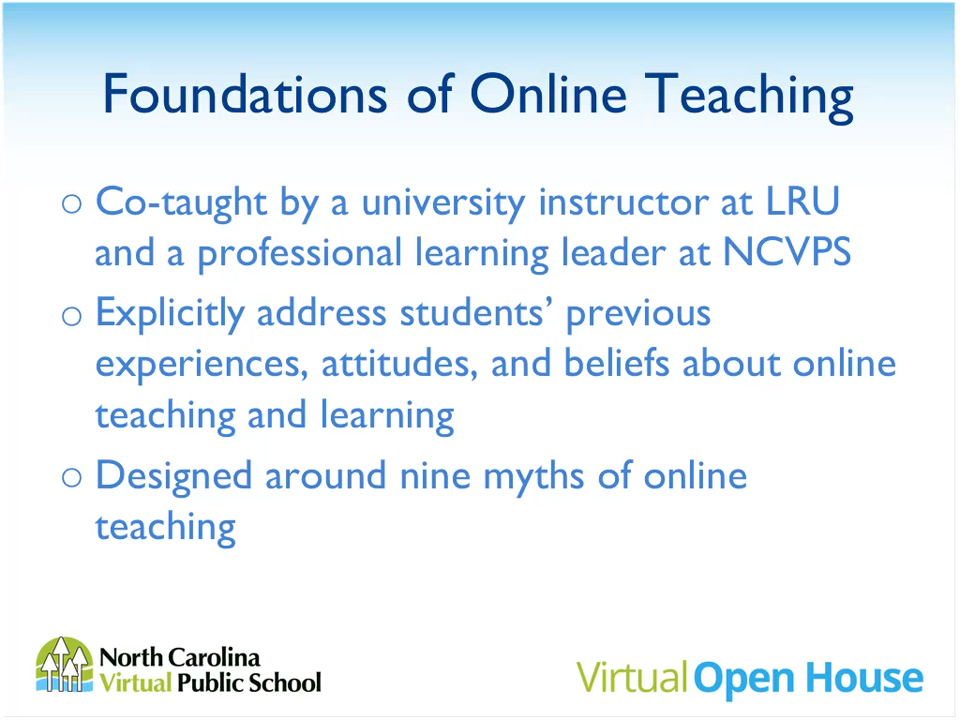 Foundations of Online Teaching
○ Co-taught by a university instructor at LRU
and a professional learning leader at NCVPS
○ Explicitly address students’ previous
experiences, attitudes, and beliefs about online
teaching and learning
○ Designed around nine myths of online
teaching
North Carolina
Virtual Public School
Virtual Open House